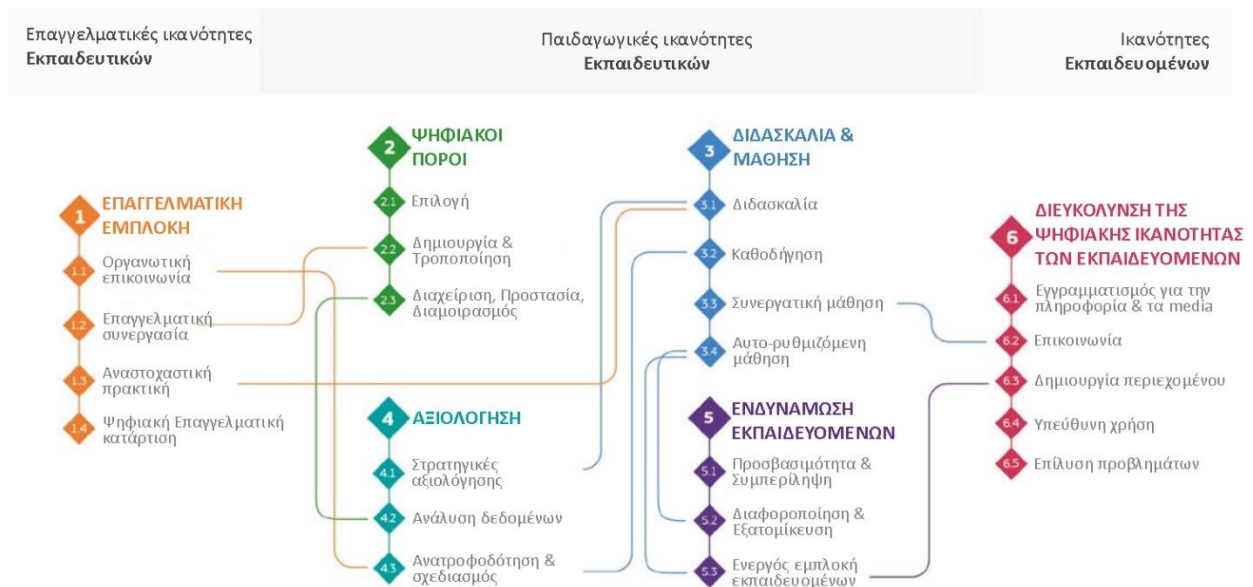 Επαγγελματικές ικανότητες
Εκπαιδευτικών
Παιδαγωγικές ικανότητες
Εκπαιδευτικών
Ικανότητες
Εκπαιδευομένων
1
ΕΠΑΓΓΕΛΜΑΤΙΚΗ
ΕΜΠΛΟΚΗ
1.1
Οργανωτική
επικοινωνία
1.2
Επαγγελματική
συνεργασία
1.3
Αναστοχαστική
πρακτική
1.4
Ψηφιακή Επαγγελματική
κατάρτιση
2
ΨΗΦΙΑΚΟΙ
ΠΟΡΟΙ
2.1
Επιλογή
2.2
Δημιουργία &
Τροποποίηση
2.3
Διαχείριση, Προστασία,
Διαμοιρασμός
3
ΔΙΔΑΣΚΑΛΙΑ &
ΜΑΘΗΣΗ
3.1
Διδασκαλία
3.2
Καθοδήγηση
3.3
Συνεργατική μάθηση
3.4
Αυτο-ρυθμιζόμενη
μάθηση
4
ΑΞΙΟΛΟΓΗΣΗ
4.1
Στρατηγικές
αξιολόγησης
4.2
Ανάλυση δεδομένων
4.3
Ανατροφοδότηση &
σχεδιασμός
5
ΕΝΔΥΝΑΜΩΣΗ
ΕΚΠΑΙΔΕΥΟΜΕΝΩΝ
5.1
Προσβασιμότητα &
Συμπερίληψη
5.2
Διαφοροποίηση &
Εξατομίκευση
5.3
Ενεργός εμπλοκή
εκπαιδευομένων
6
ΔΙΕΥΚΟΛΥΝΣΗ ΤΗΣ
ΨΗΦΙΑΚΗΣ ΙΚΑΝΟΤΗΤΑΣ
ΤΩΝ ΕΚΠΑΙΔΕΥΟΜΕΝΩΝ
6.1
Εγγραμματισμός για την
πληροφορία & τα media
6.2
Επικοινωνία
6.3
Δημιουργία περιεχομένου
6.4
Υπεύθυνη χρήση
6.5
Επίλυση προβλημάτων